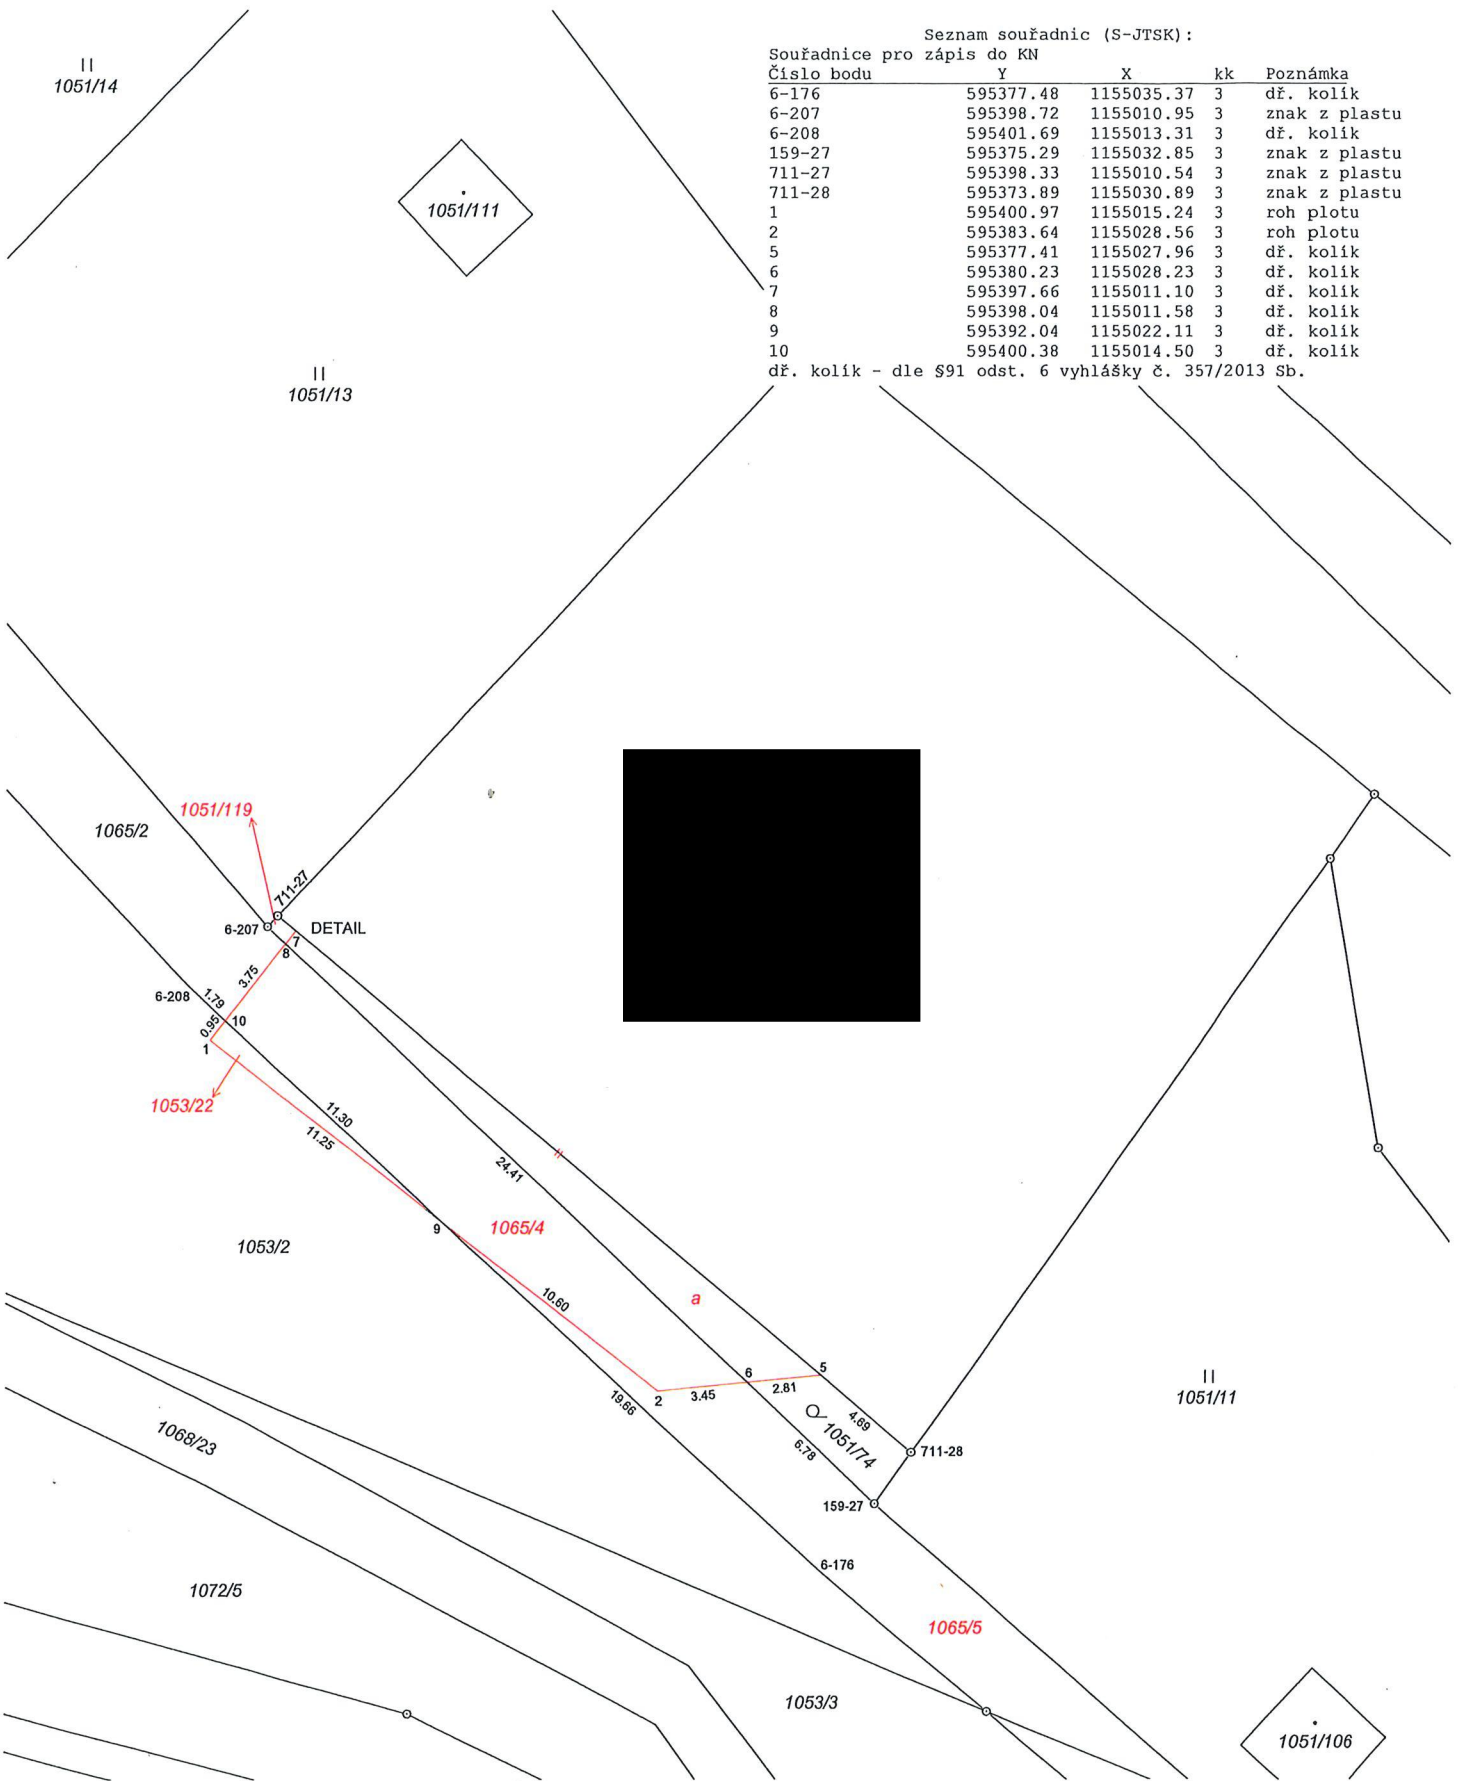 Seznam souřadnic (S-JTSK):
Souřadnice pro zápis do KN
Číslo bodu Y X kk Poznámka
6-176 595377.48 1155035.37 3 dř. kolík
6-207 595398.72 1155010.95 3 znak z plastu
6-208 595401.69 1155013.31 3 dř. kolík
159-27 595375.29 1155032.85 3 znak z plastu
711-27 595398.33 1155010.54 3 znak z plastu
711-28 595373.89 1155030.89 3 znak z plastu
1 595400.97 1155015.24 3 roh plotu
2 595383.64 1155028.56 3 roh plotu
5 595377.41 1155027.96 3 dř. kolík
6 595380.23 1155028.23 3 dř. kolík
7 595397.66 1155011.10 3 dř. kolík
8 595398.04 1155011.58 3 dř. kolík
9 595392.04 1155022.11 3 dř. kolík
10 595400.38 1155014.50 3 dř. kolík
dř. kolík - dle §91 odst. 6 vyhlášky č. 357/2013 Sb.
1051/14
1051/111
1051/13
1051/119
1065/2
711-27
6-207
DETAIL
7
8
3.75
6-208
1.79
0.95
10
1
1053/22
11.30
11.25
24.41
9
1065/4
1053/2
10.60
a
6
5
2
3.45
2.81
19.66
4.69
1051/74
6.78
711-28
1051/11
159-27
1068/23
6-176
1072/5
1065/5
1053/3
1051/106